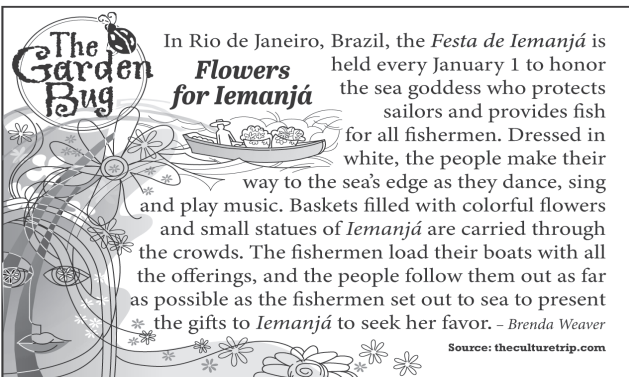 The
Garden
Bug
Flowers
for Iemanjá
In Rio de Janeiro, Brazil, the Festa de Iemanjá is
held every January 1 to honor
the sea goddess who protects
sailors and provides fish
for all fishermen. Dressed in
white, the people make their
way to the sea's edge as they dance, sing
and play music. Baskets filled with colorful flowers
and small statues of Iemanjá are carried through
the crowds. The fishermen load their boats with all
the offerings, and the people follow them out as far
as possible as the fishermen set out to sea to present
the gifts to Iemanjá to seek her favor. – Brenda Weaver
Source: theculturetrip.com